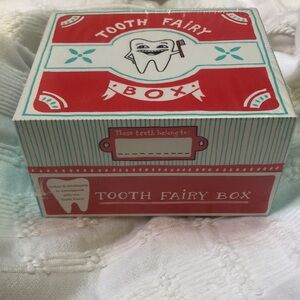 TOOTH FAIRY
BOX
These teeth belong to:
TOOTH FAIRY BOX